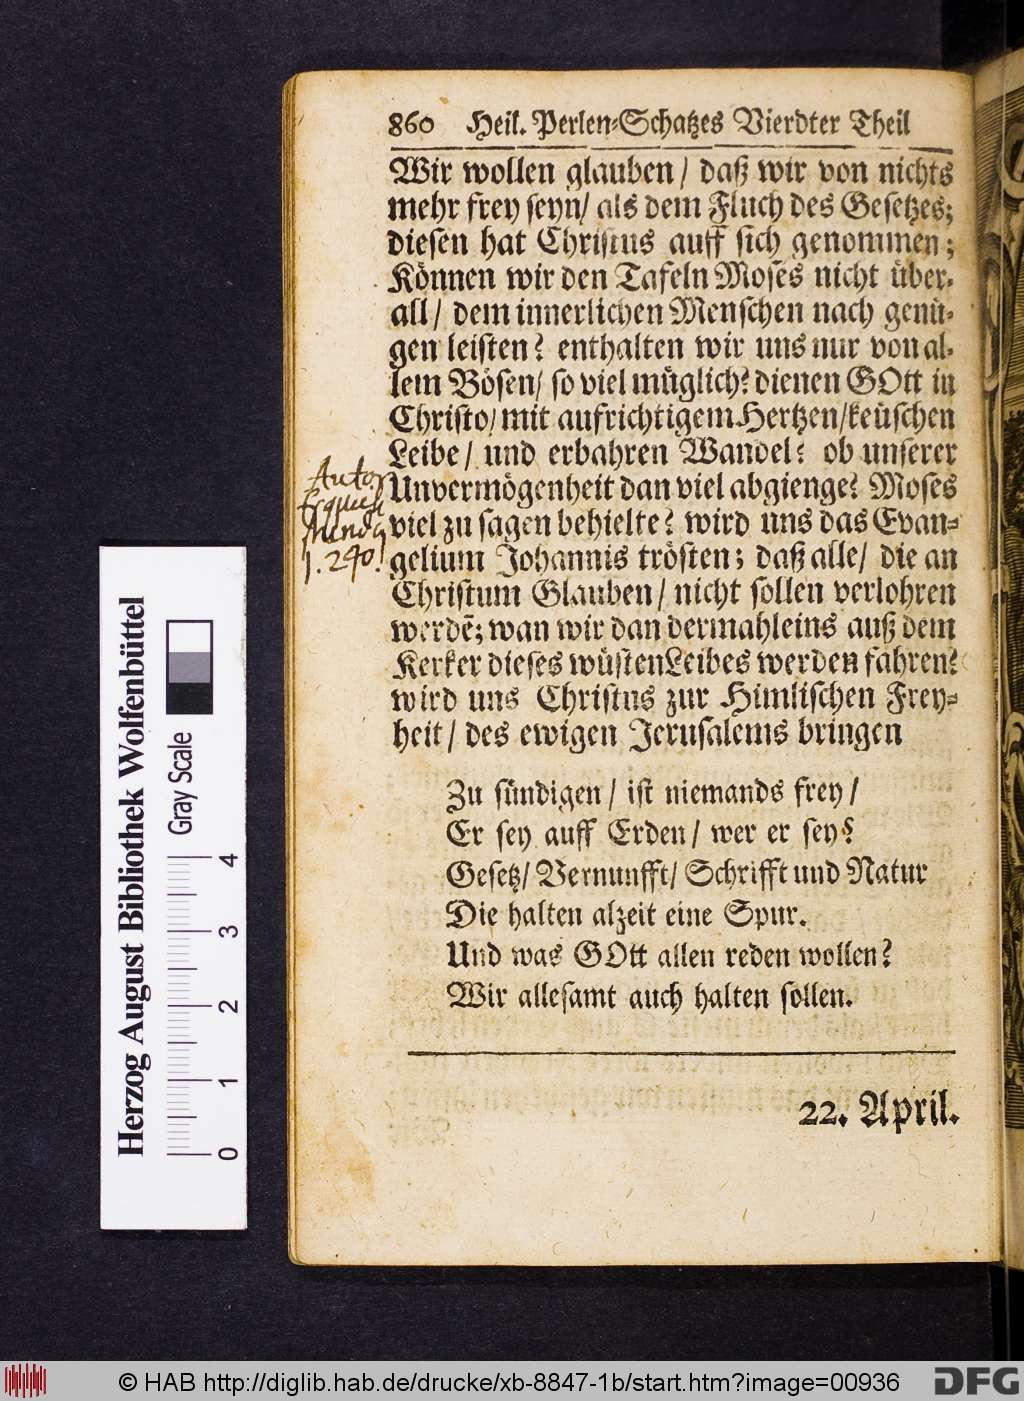 860 Heil. Perlen-Schatzes Vierdter Theil
Wir wollen glauben / daß wir von nichts
mehr frey seyn / als dem Fluch des Gesetzes;
diesen hat Christus auff sich genommen;
Können wir den Tafeln Moses nicht über-
all / dem innerlichen Menschen nach genü-
gen leisten? enthalten wir uns nur von al-
lem Bösen / so viel müglich? dienen GOtt in
Christo / mit aufrichtigem Hertzen / keüschen
Leibe / und erbahren Wandel? ob unserer
Unvermögenheit dan viel abgienge? Moses
viel zu sagen behielte? wird uns das Evan-
gelium Johannis trösten; daß alle / die an
Christum Glauben / nicht sollen verlohren
werdẽ; wan wir dan dermahleins auß dem
Kerker dieses wüsten Leibes werden fahren?
wird uns Christus zur Himlischen Frey-
heit / des ewigen Jerusalems bringen
Zu sündigen / ist niemands frey /
Er sey auff Erden / wer er sey?
Gesetz / Vernunfft / Schrifft und Natur
Die halten alzeit eine Spur.
Und was GOtt allen reden wollen?
Wir allesamt auch halten sollen.
22. April.
Autor
1. 290.
Herzog August Bibliothek Wolfenbüttel
Gray Scale
0 1 2 3 4
© HAB http://diglib.hab.de/drucke/xb-8847-1b/start.htm?image=00936
DFG